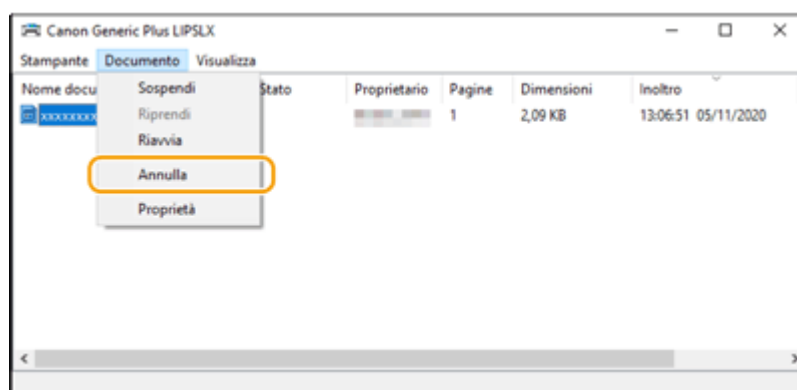 Canon Generic Plus LIPSLX
Stampante Documento Visualizza
Nome docu Stato Proprietario Pagine Dimensioni Inoltro
xxxxxxxx 1 2,09 KB 13:06:51 05/11/2020
Sospendi
Riprendi
Riavvia
Annulla
Proprietà